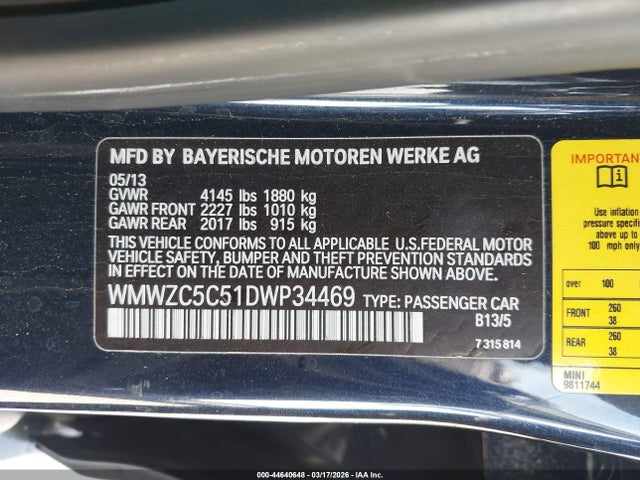 MFD BY BAYERISCHE MOTOREN WERKE AG
05/13
GVWR 4145 lbs 1880 kg
GAWR FRONT 2227 lbs 1010 kg
GAWR REAR 2017 lbs 915 kg
THIS VEHICLE CONFORMS TO ALL APPLICABLE U.S.FEDERAL MOTOR
VEHICLE SAFETY, BUMPER AND THEFT PREVENTION STANDARDS
IN EFFECT ON THE DATE OF MANUFACTURE SHOWN ABOVE.
WMWZC5C51DWP34469 TYPE: PASSENGER CAR
B13/5
7 315 814
IMPORTAN
Use inflation
pressure specifi
above up to
100 mph only
over 100
FRONT 260
38
REAR 260
38
MINI
9811744
000-44640648 - 03/17/2026 - IAA Inc.